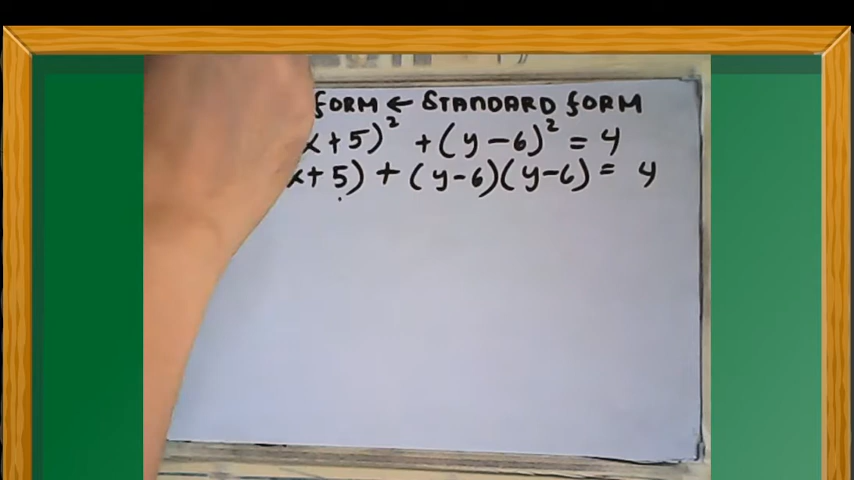 FORM ← STANDARD FORM
x + 5)² + (y - 6)² = 4
x + 5) + (y - 6)(y - 6) = 4